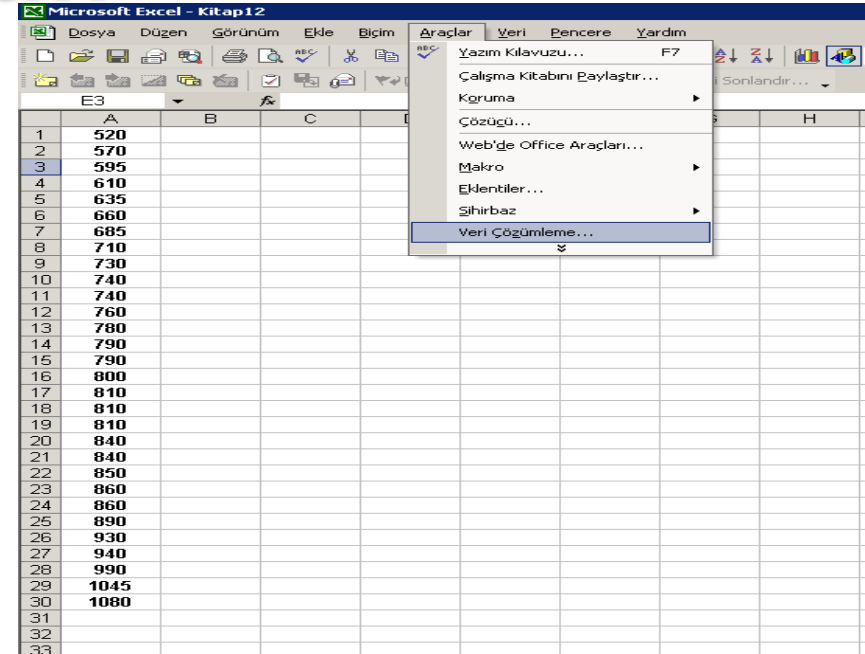 Microsoft Excel - Kitap12
Dosya Düzen Görünüm Ekle Biçim Araçlar Veri Pencere Yardım
Yazım Kılavuzu... F7
Çalışma Kitabını Paylaştır...
Sonlandır...
Koruma
Çözücü...
Web'de Office Araçları...
Makro
Eklentiler...
Sihirbaz
Veri Çözümleme...
E3 fx
A B C H
1 520
2 570
3 595
4 610
5 635
6 660
7 685
8 710
9 730
10 740
11 740
12 760
13 780
14 790
15 790
16 800
17 810
18 810
19 810
20 840
21 840
22 850
23 860
24 860
25 890
26 930
27 940
28 990
29 1045
30 1080
31
32
33